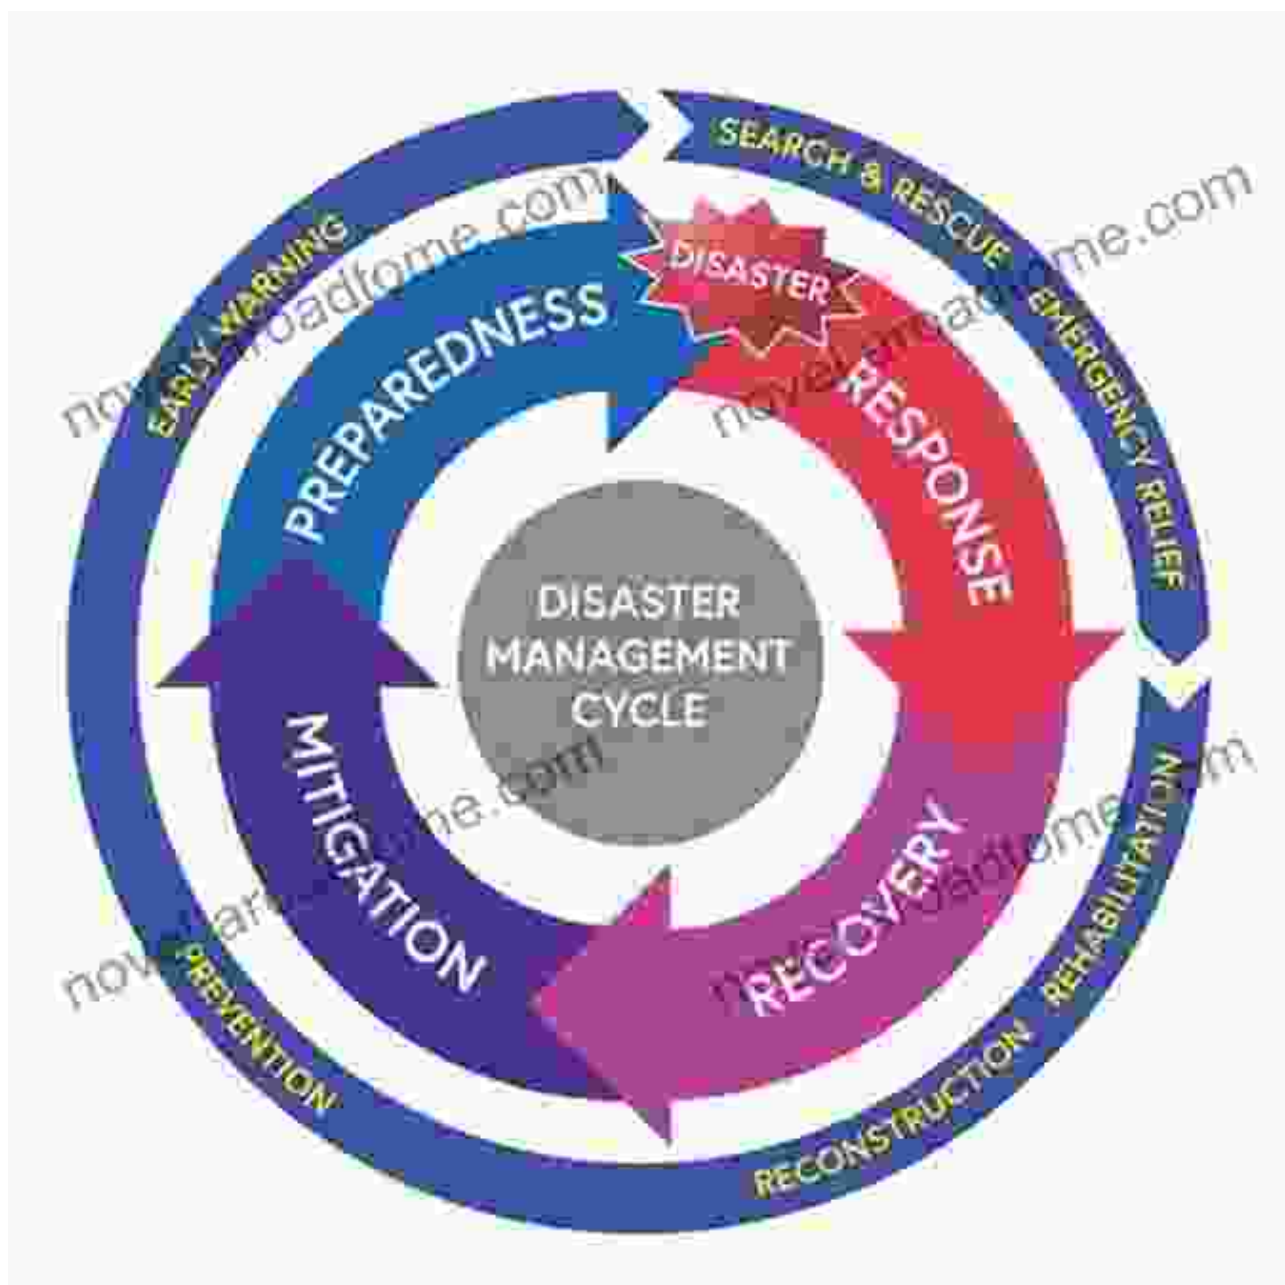 DISASTER
MANAGEMENT
CYCLE
PREPAREDNESS
DISASTER
RESPONSE
RECOVERY
MITIGATION
EARLY WARNING
SEARCH & RESCUE
EMERGENCY RELIEF
REHABILITATION
RECONSTRUCTION
PREVENTION